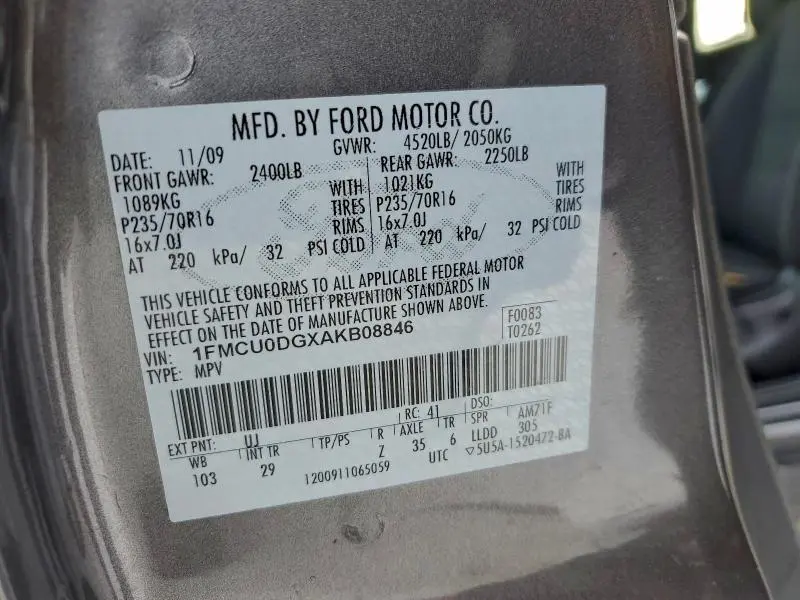 MFD. BY FORD MOTOR CO.
DATE: 11/09 GVWR: 4520LB/ 2050KG
FRONT GAWR: 2400LB REAR GAWR: 2250LB
1089KG WITH 1021KG WITH
P235/70R16 TIRES P235/70R16 TIRES
16x7.0J RIMS 16x7.0J RIMS
AT 220 kPa/ 32 PSI COLD AT 220 kPa/ 32 PSI COLD
THIS VEHICLE CONFORMS TO ALL APPLICABLE FEDERAL MOTOR
VEHICLE SAFETY AND THEFT PREVENTION STANDARDS IN
EFFECT ON THE DATE OF MANUFACTURE SHOWN ABOVE.
VIN: 1FMCU0DGXAKB08846 F0083
TYPE: MPV T0262
EXT PNT: UJ RC: 41 DSO:
WB INT TR TP/PS R AXLE TR SPR AM71F
103 29 Z 35 6 LLDD 305
1200911065059 UTC ▽5U5A-1520472-BA